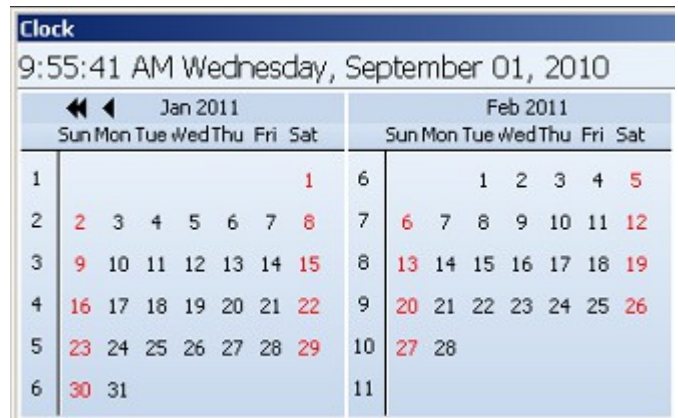 Clock
9:55:41 AM Wednesday, September 01, 2010
Jan 2011 Feb 2011
Sun Mon Tue Wed Thu Fri Sat Sun Mon Tue Wed Thu Fri Sat
1 1 6 1 2 3 4 5
2 2 3 4 5 6 7 8 7 6 7 8 9 10 11 12
3 9 10 11 12 13 14 15 8 13 14 15 16 17 18 19
4 16 17 18 19 20 21 22 9 20 21 22 23 24 25 26
5 23 24 25 26 27 28 29 10 27 28
6 30 31 11